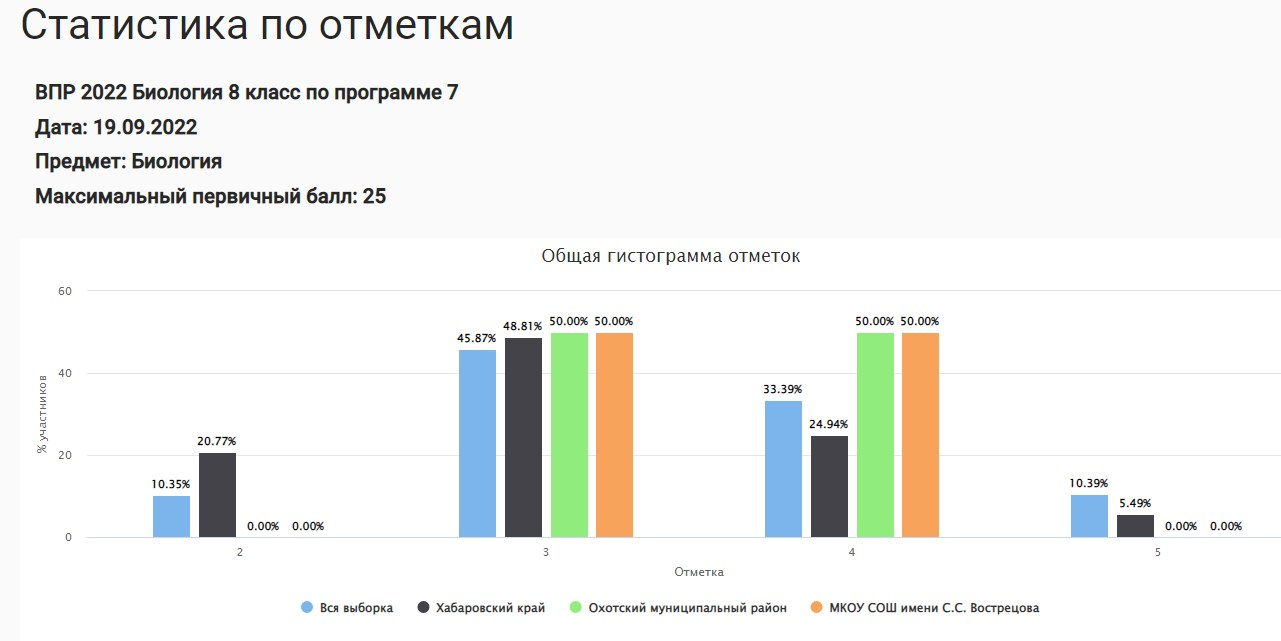 Статистика по отметкам
ВПР 2022 Биология 8 класс по программе 7
Дата: 19.09.2022
Предмет: Биология
Максимальный первичный балл: 25
Общая гистограмма отметок
60
40
20
0
% участников
10.35%
20.77%
0.00%
0.00%
45.87%
48.81%
50.00%
50.00%
33.39%
24.94%
50.00%
50.00%
10.39%
5.49%
0.00%
0.00%
2
3
4
5
Отметка
Вся выборка
Хабаровский край
Охотский муниципальный район
МКОУ СОШ имени С.С. Вострецова